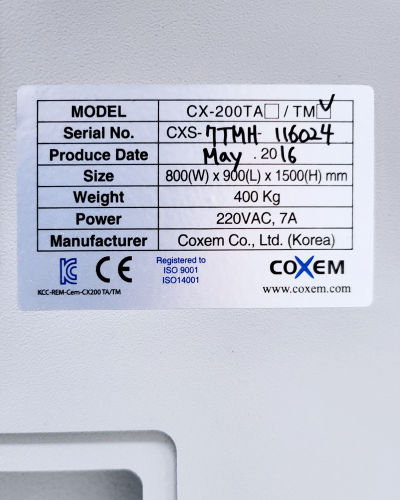 MODEL CX-200TA□ / TM☑
Serial No. CXS-7TMH-116024
Produce Date May . 2016
Size 800(W) x 900(L) x 1500(H) mm
Weight 400 Kg
Power 220VAC, 7A
Manufacturer Coxem Co., Ltd. (Korea)
KC CE
Registered to
ISO 9001
ISO14001
COXEM
KCC-REM-Cem-CX200 TA/TM
www.coxem.com